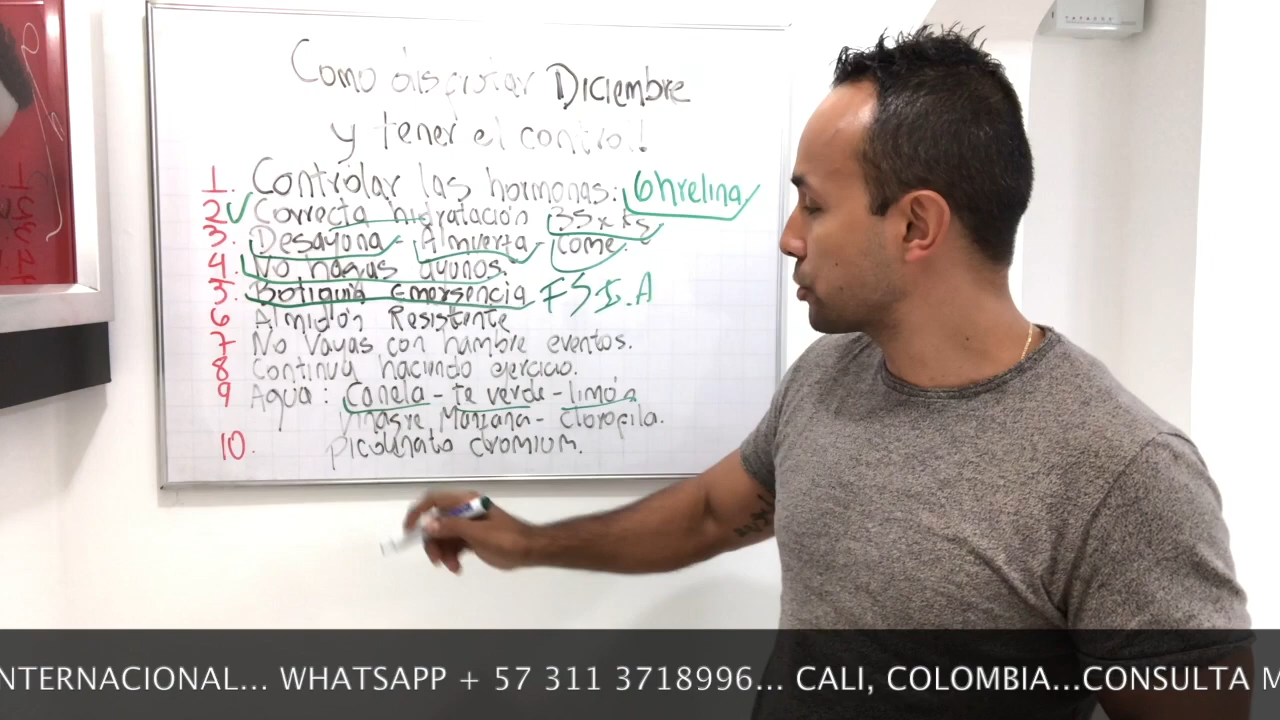 Como disfrutar Diciembre
y tener el control!
1. Controlar las hormonas: Ghrelina
2 Correcta hidratación 35 x kg
3. Desayuna - Almuerza - Come
4. No hagas ayunos.
5. Botiquin Emergencia F S I. A
6 Almidón Resistente
7 No vayas con hambre eventos.
8 Continua haciendo ejercicio.
9 Agua: Canela - te verde - limón
vinagre Manzana - clorofila.
10. picolinato cromium.
NTERNACIONAL... WHATSAPP + 57 311 3718996... CALI, COLOMBIA...CONSULTA M